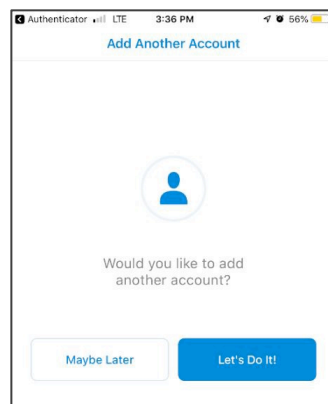 Authenticator LTE 3:36 PM 56%
Add Another Account
Would you like to add
another account?
Maybe Later Let's Do It!